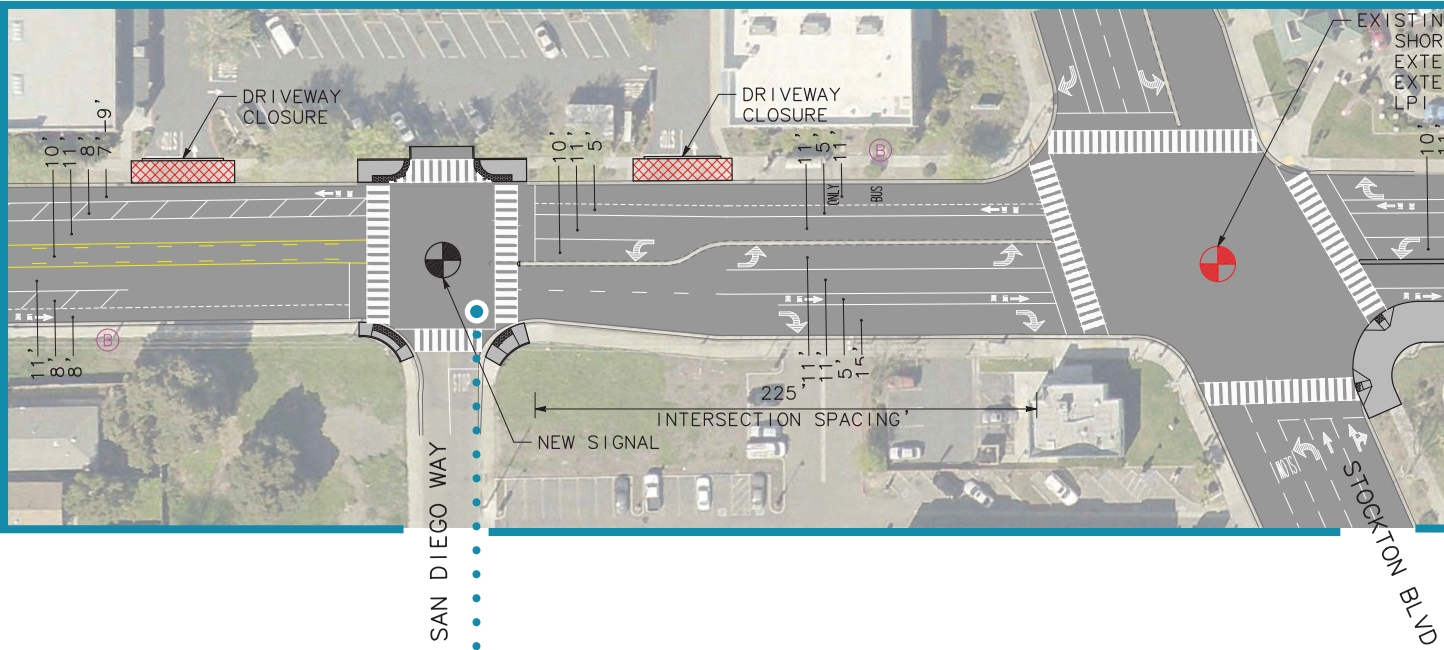 EXISTIN
SHOR
EXTE
EXTE
LPI
DRIVEWAY
CLOSURE
DRIVEWAY
CLOSURE
10'
11'
8'
7'-9'
10'
11'
5'
11'
5'
11'
10'
11'
B
ONLY
BUS
B
11'
8'
8'
11'
11'
5'
15'
225'
INTERSECTION SPACING'
NEW SIGNAL
STOP
SAN DIEGO WAY
STOCKTON BLVD